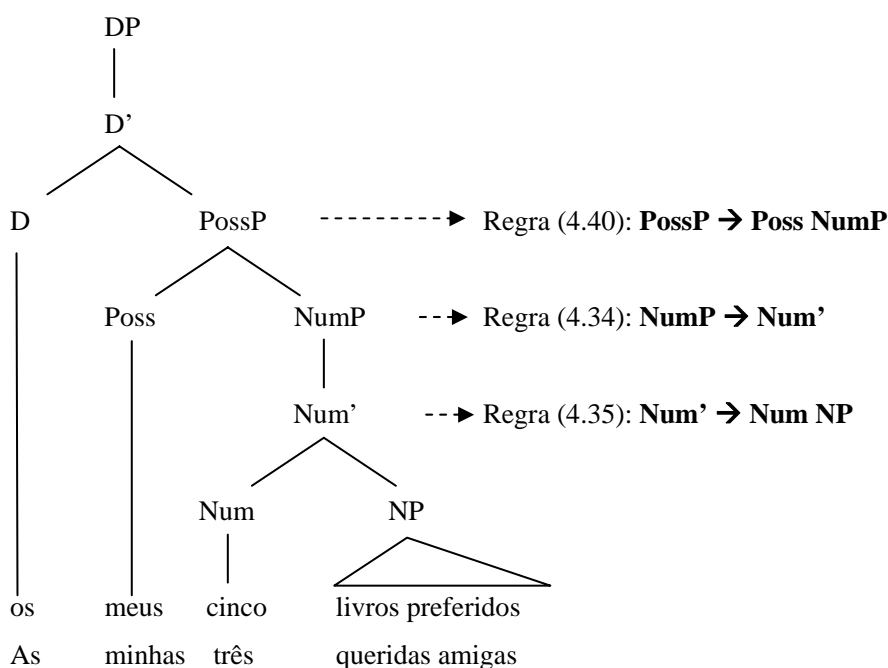 DP
D’
D PossP Regra (4.40): PossP → Poss NumP
Poss NumP Regra (4.34): NumP → Num’
Num’ Regra (4.35): Num’ → Num NP
Num NP
os meus cinco livros preferidos
As minhas três queridas amigas